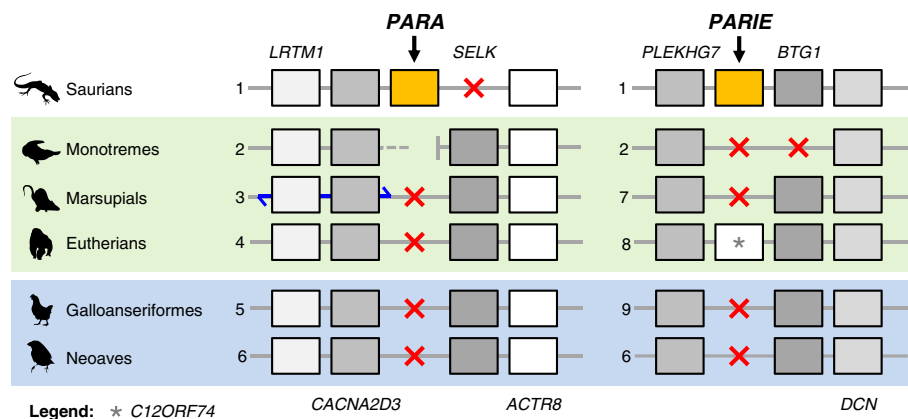 PARA PARIE
LRTM1 SELK PLEKHG7 BTG1
Saurians 1 1
Monotremes 2 2
Marsupials 3 7
Eutherians 4 8 *
Galloanseriformes 5 9
Neoaves 6 6
CACNA2D3 ACTR8 DCN
Legend: * C12ORF74